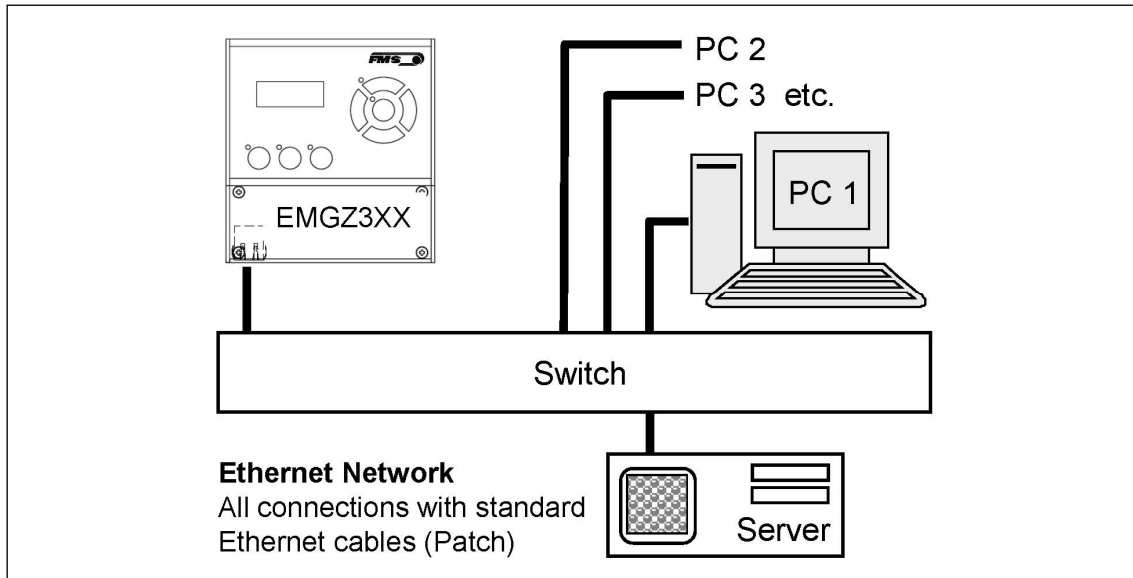 FMS
PC 2
PC 3 etc.
EMGZ3XX
PC 1
Switch
Ethernet Network
All connections with standard
Ethernet cables (Patch)
Server